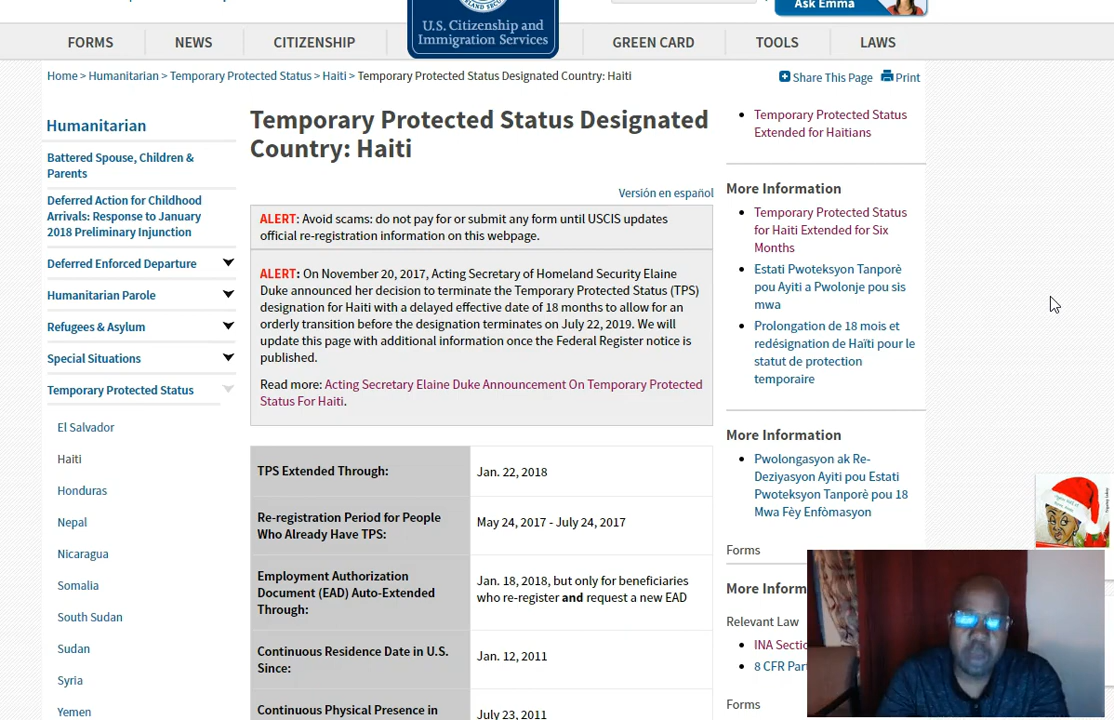 Ask Emma
U.S. Citizenship and
Immigration Services
FORMS
NEWS
CITIZENSHIP
GREEN CARD
TOOLS
LAWS
Home > Humanitarian > Temporary Protected Status > Haiti > Temporary Protected Status Designated Country: Haiti
Share This Page
Print
Humanitarian
Battered Spouse, Children &
Parents
Deferred Action for Childhood
Arrivals: Response to January
2018 Preliminary Injunction
Deferred Enforced Departure
Humanitarian Parole
Refugees & Asylum
Special Situations
Temporary Protected Status
El Salvador
Haiti
Honduras
Nepal
Nicaragua
Somalia
South Sudan
Sudan
Syria
Yemen
Temporary Protected Status Designated
Country: Haiti
Versión en español
ALERT: Avoid scams: do not pay for or submit any form until USCIS updates
official re-registration information on this webpage.
ALERT: On November 20, 2017, Acting Secretary of Homeland Security Elaine
Duke announced her decision to terminate the Temporary Protected Status (TPS)
designation for Haiti with a delayed effective date of 18 months to allow for an
orderly transition before the designation terminates on July 22, 2019. We will
update this page with additional information once the Federal Register notice is
published.
Read more: Acting Secretary Elaine Duke Announcement On Temporary Protected
Status For Haiti.
TPS Extended Through:
Jan. 22, 2018
Re-registration Period for People
Who Already Have TPS:
May 24, 2017 - July 24, 2017
Employment Authorization
Document (EAD) Auto-Extended
Through:
Jan. 18, 2018, but only for beneficiaries
who re-register and request a new EAD
Continuous Residence Date in U.S.
Since:
Jan. 12, 2011
Continuous Physical Presence in
July 23, 2011
Temporary Protected Status
Extended for Haitians
More Information
Temporary Protected Status
for Haiti Extended for Six
Months
Estati Pwoteksyon Tanporè
pou Ayiti a Pwolonje pou sis
mwa
Prolongation de 18 mois et
redésignation de Haïti pour le
statut de protection
temporaire
More Information
Pwolongasyon ak Re-
Deziyasyon Ayiti pou Estati
Pwoteksyon Tanporè pou 18
Mwa Fèy Enfòmasyon
Forms
More Inform
Relevant Law
INA Sectio
8 CFR Par
Forms